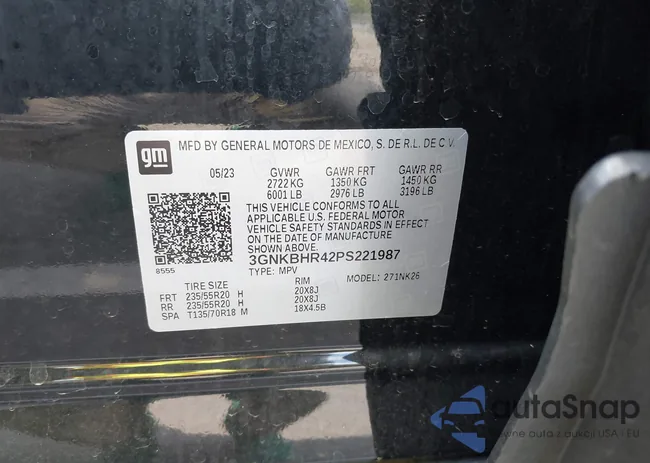 gm
MFD BY GENERAL MOTORS DE MEXICO, S. DE R.L. DE C.V.
05/23 GVWR GAWR FRT GAWR RR
2722 KG 1350 KG 1450 KG
6001 LB 2976 LB 3196 LB
THIS VEHICLE CONFORMS TO ALL
APPLICABLE U.S. FEDERAL MOTOR
VEHICLE SAFETY STANDARDS IN EFFECT
ON THE DATE OF MANUFACTURE
SHOWN ABOVE.
3GNKBHR42PS221987
8555
TYPE: MPV MODEL: 271NK26
TIRE SIZE RIM
FRT 235/55R20 H 20X8J
RR 235/55R20 H 20X8J
SPA T135/70R18 M 18X4.5B
autaSnap
USA - EU